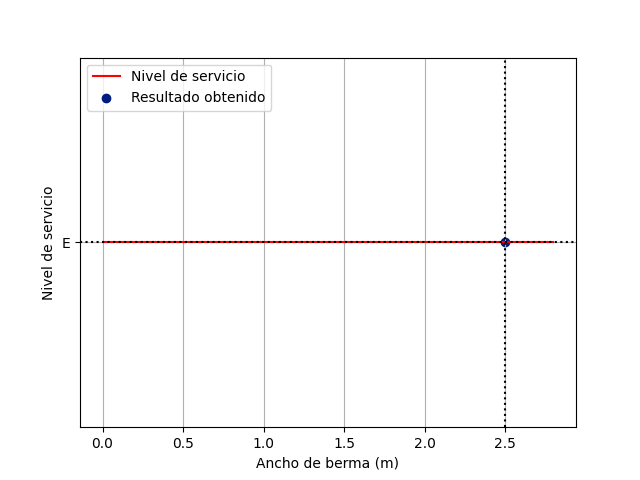 Nivel de servicio
Resultado obtenido
Nivel de servicio
E
0.0 0.5 1.0 1.5 2.0 2.5
Ancho de berma (m)